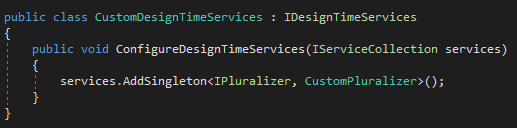 public class CustomDesignTimeServices : IDesignTimeServices
{
public void ConfigureDesignTimeServices(IServiceCollection services)
{
services.AddSingleton<IPluralizer, CustomPluralizer>();
}
}